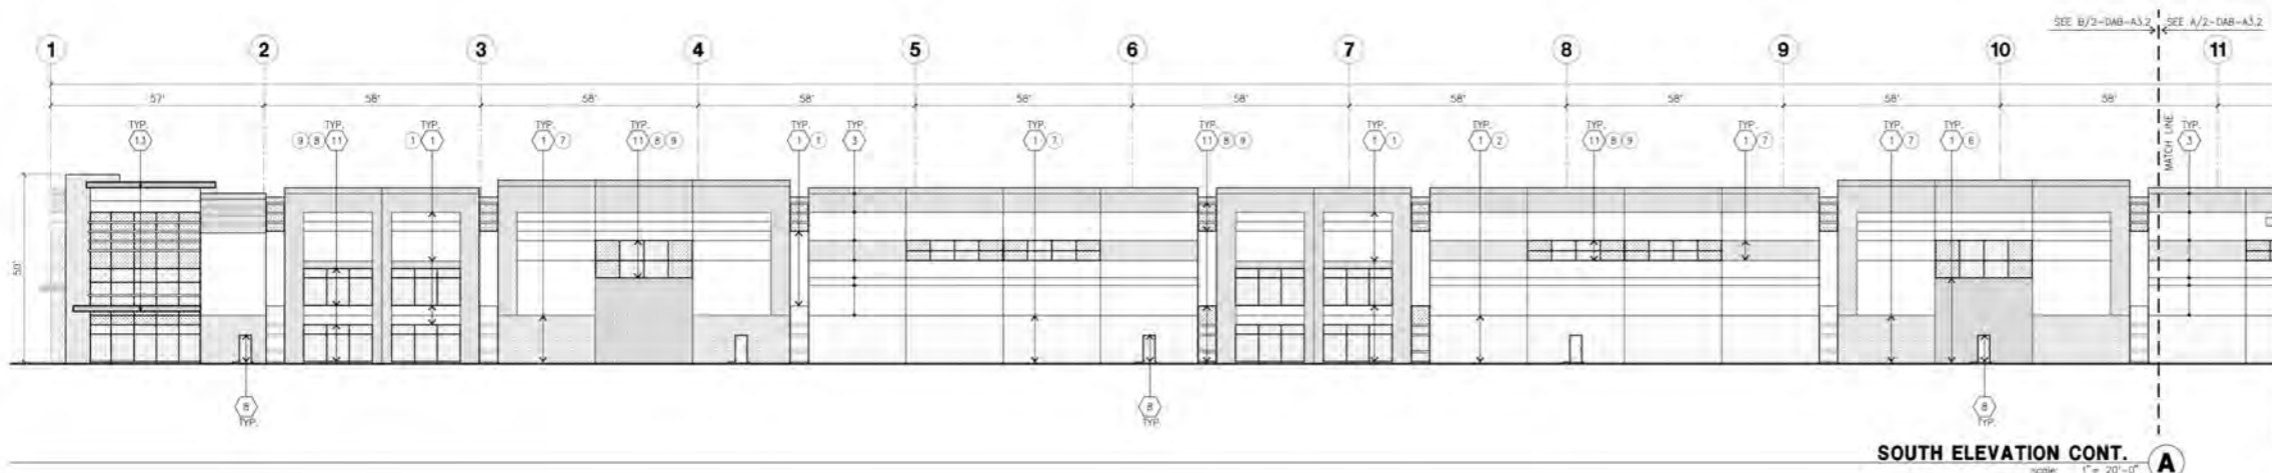 SEE B/2-DAB-A3.2 SEE A/2-DAB-A3.2
1 2 3 4 5 6 7 8 9 10 11
57' 58' 58' 58' 58' 58' 58' 58' 58' 58'
MATCH LINE
TYP. TYP. TYP. TYP. TYP. TYP. TYP. TYP. TYP. TYP. TYP. TYP. TYP. TYP. TYP. TYP.
13 9 8 11 1 1 1 7 11 8 9 1 1 3 1 7 11 8 9 1 1 1 2 11 8 9 1 7 1 7 1 6 3
50'
8 8 8
TYP. TYP. TYP.
SOUTH ELEVATION CONT. A
scale: 1" = 20'-0"